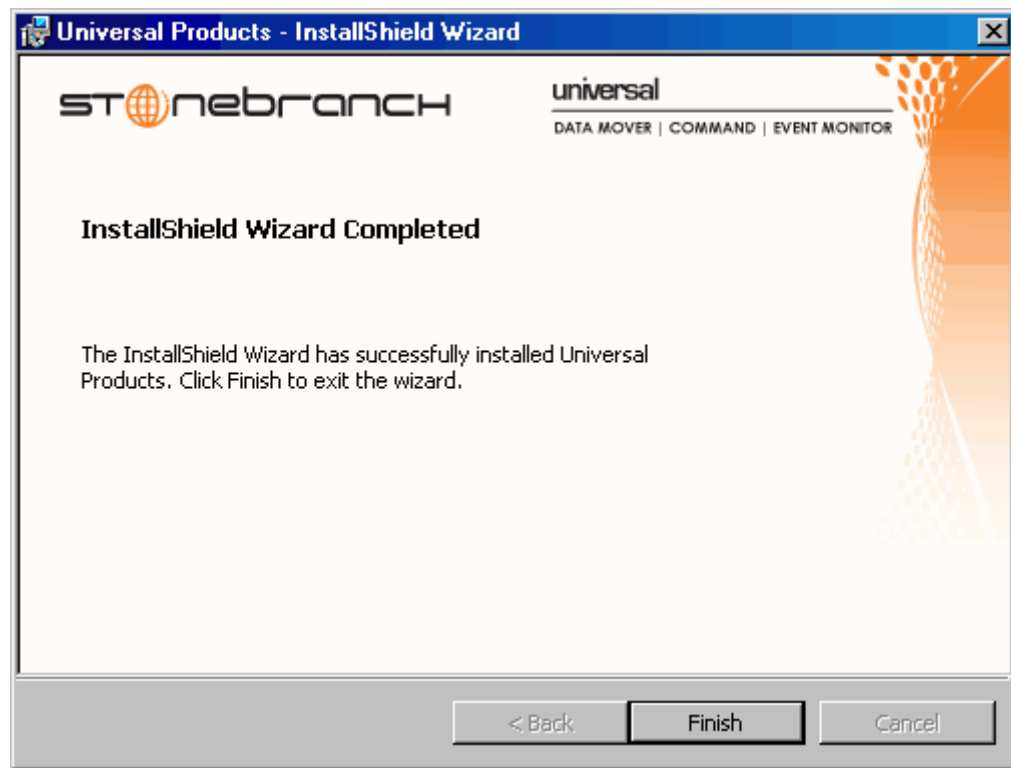 Universal Products - InstallShield Wizard
stonebranch
universal
DATA MOVER | COMMAND | EVENT MONITOR
InstallShield Wizard Completed
The InstallShield Wizard has successfully installed Universal
Products. Click Finish to exit the wizard.
< Back Finish Cancel